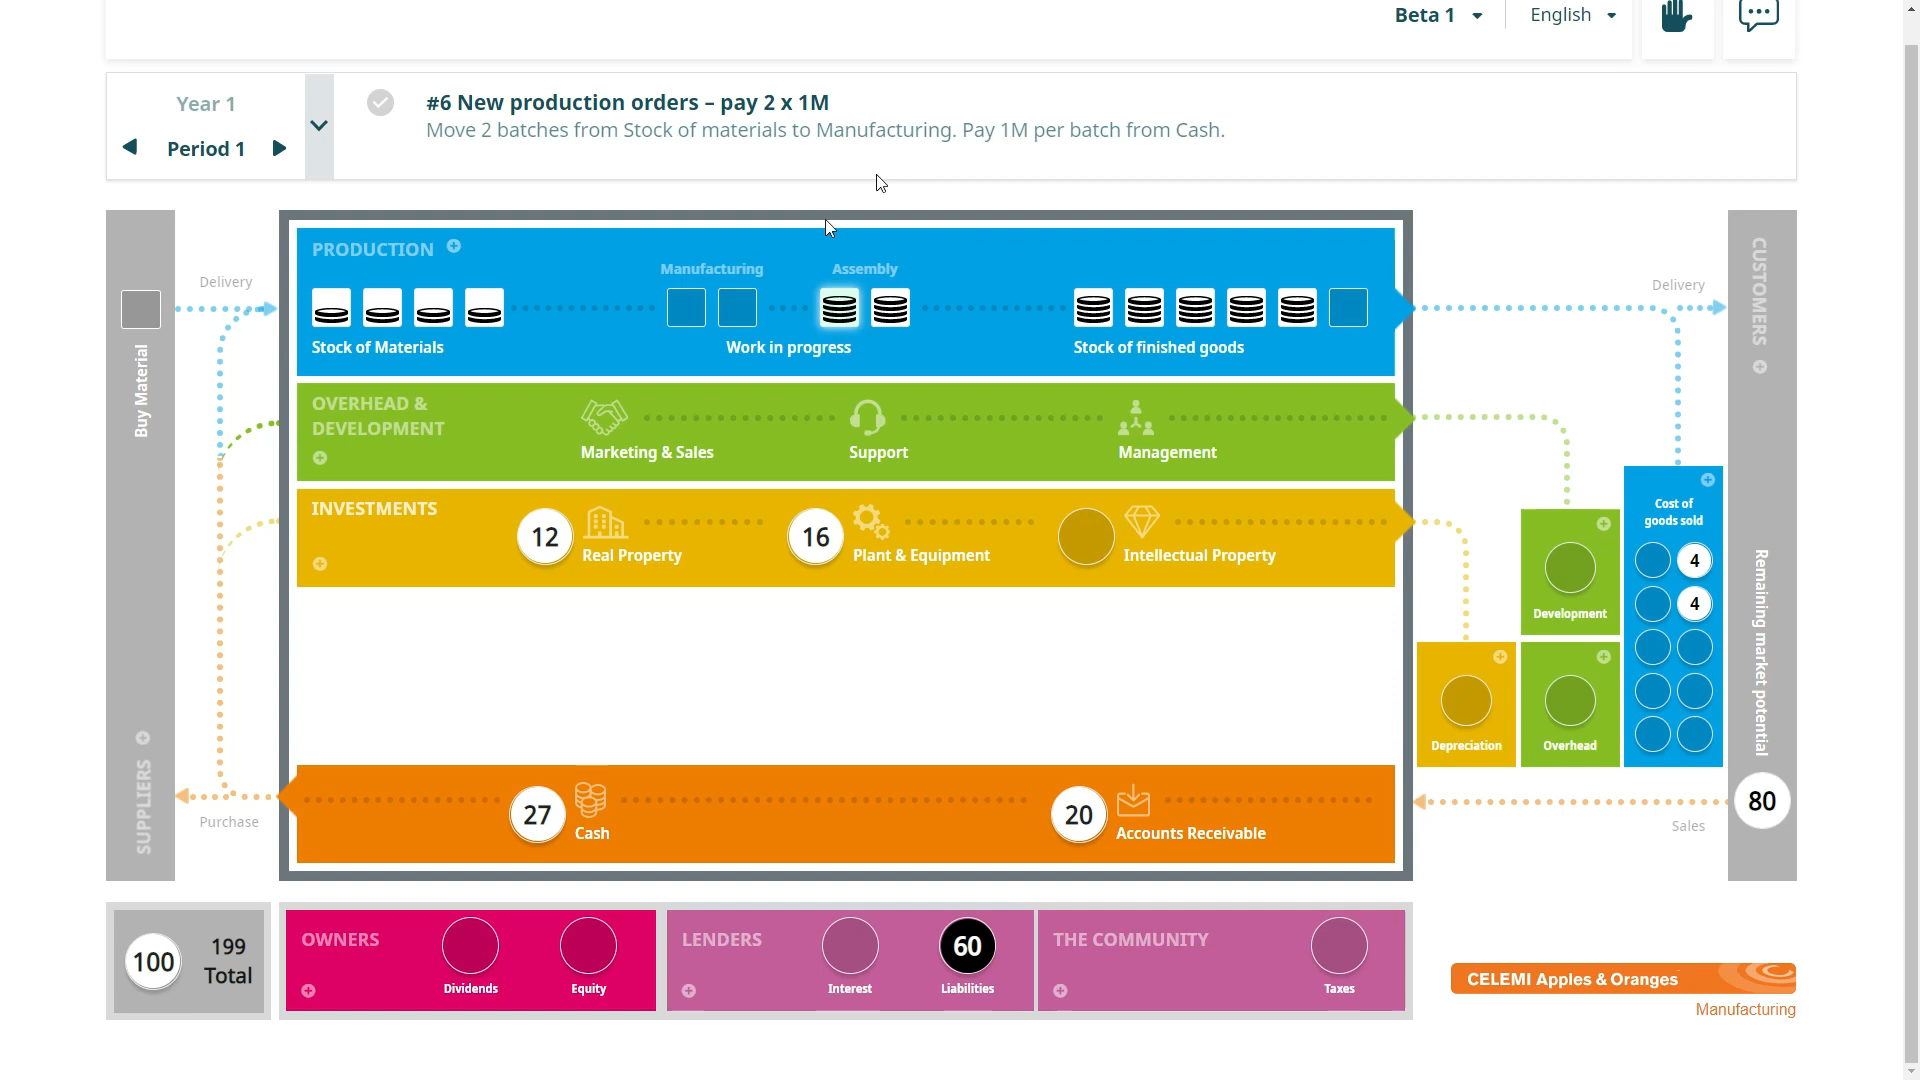 Beta 1
English
Year 1
Period 1
#6 New production orders – pay 2 x 1M
Move 2 batches from Stock of materials to Manufacturing. Pay 1M per batch from Cash.
Delivery
Buy Material
SUPPLIERS
Purchase
PRODUCTION
Manufacturing
Assembly
Stock of Materials
Work in progress
Stock of finished goods
OVERHEAD &
DEVELOPMENT
Marketing & Sales
Support
Management
INVESTMENTS
12
Real Property
16
Plant & Equipment
Intellectual Property
27
Cash
20
Accounts Receivable
Delivery
CUSTOMERS
Cost of
goods sold
4
4
Development
Depreciation
Overhead
Remaining market potential
80
Sales
100
199
Total
OWNERS
Dividends
Equity
LENDERS
Interest
60
Liabilities
THE COMMUNITY
Taxes
CELEMI Apples & Oranges
Manufacturing